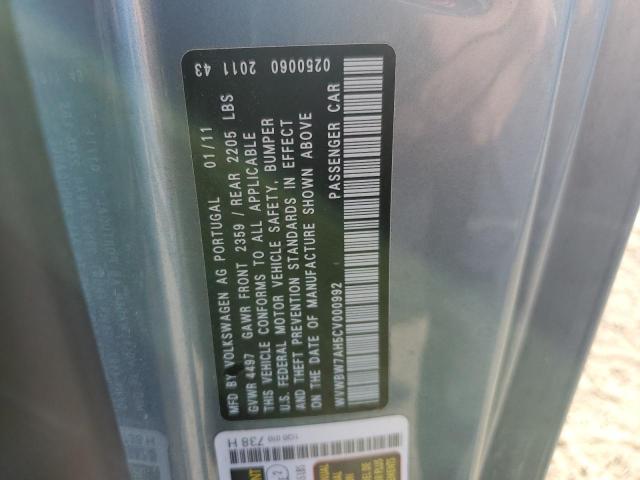 MFD BY VOLKSWAGEN AG PORTUGAL 01/11
GVWR 4497 GAWR FRONT 2359 / REAR 2205 LBS
THIS VEHICLE CONFORMS TO ALL APPLICABLE
U.S. FEDERAL MOTOR VEHICLE SAFETY, BUMPER
AND THEFT PREVENTION STANDARDS IN EFFECT
ON THE DATE OF MANUFACTURE SHOWN ABOVE
WVWBW7AH5CV000992 PASSENGER CAR
43 2011 0250060
738 H